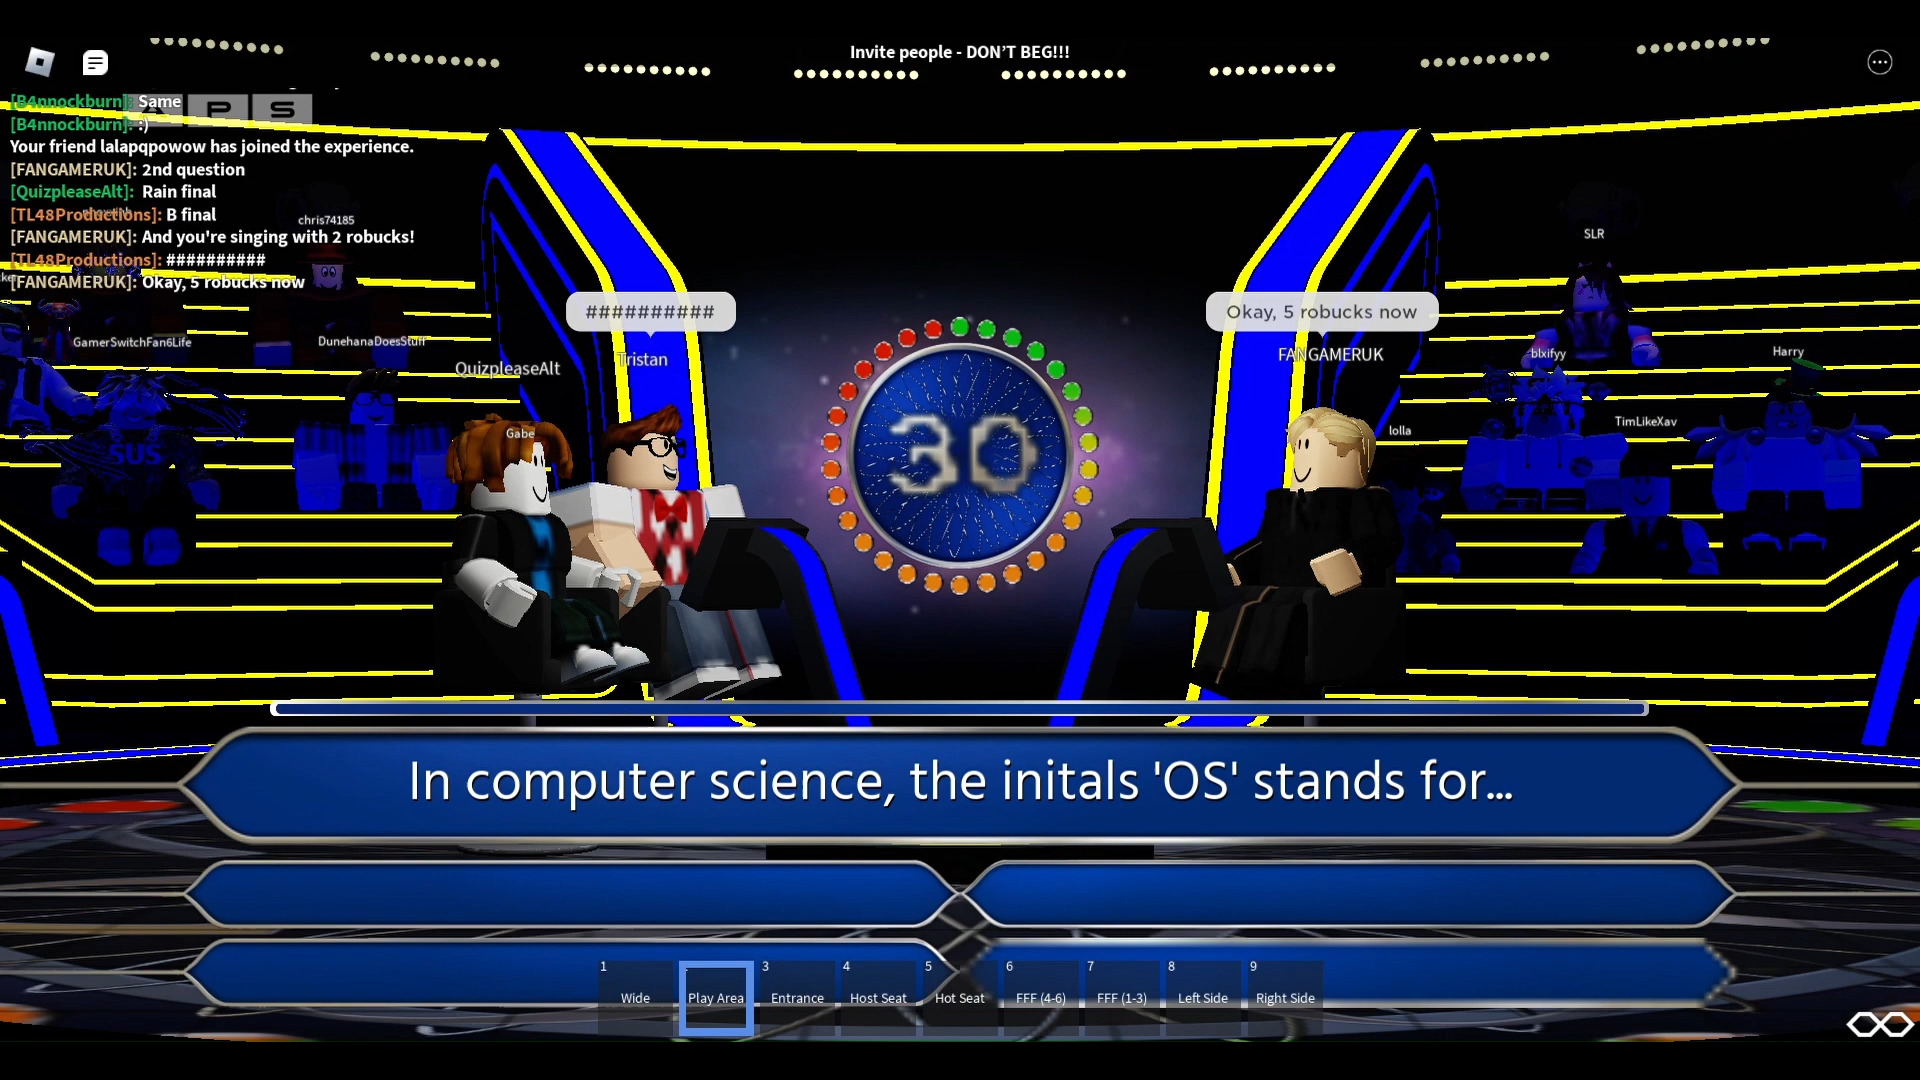 Invite people - DON'T BEG!!!
[B4nnockburn]: Same
P S
[B4nnockburn]: :)
Your friend lalapqpowow has joined the experience.
[FANGAMERUK]: 2nd question
[QuizpleaseAlt]: Rain final
[TL48Productions]: B final
[FANGAMERUK]: And you're singing with 2 robucks!
[TL48Productions]: ##########
[FANGAMERUK]: Okay, 5 robucks now
chris74185
SLR
##########
Okay, 5 robucks now
GamerSwitchFan6Life
DunehanaDoesStuff
QuizpleaseAlt
Tristan
FANGAMERUK
blxifyy
Harry
Gabe
lolla
TimLikeXav
SUS
30
In computer science, the initals 'OS' stands for...
1 3 4 5 6 7 8 9
Wide Play Area Entrance Host Seat Hot Seat FFF (4-6) FFF (1-3) Left Side Right Side